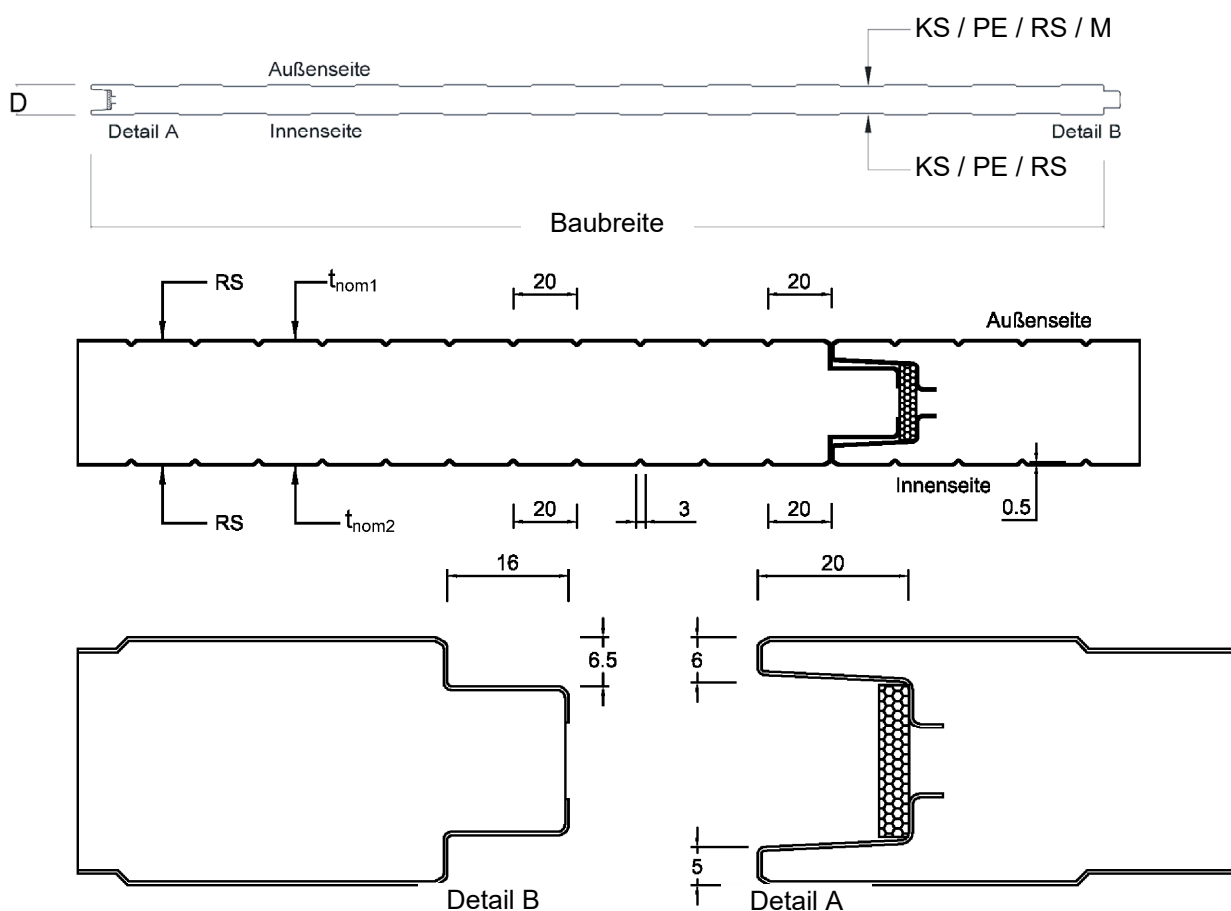 KS / PE / RS / M
Außenseite
D
Detail A
Innenseite
Detail B
KS / PE / RS
Baubreite
RS
tnom1
20
20
Außenseite
Innenseite
RS
tnom2
20
3
20
0.5
16
20
6.5
6
5
Detail B
Detail A